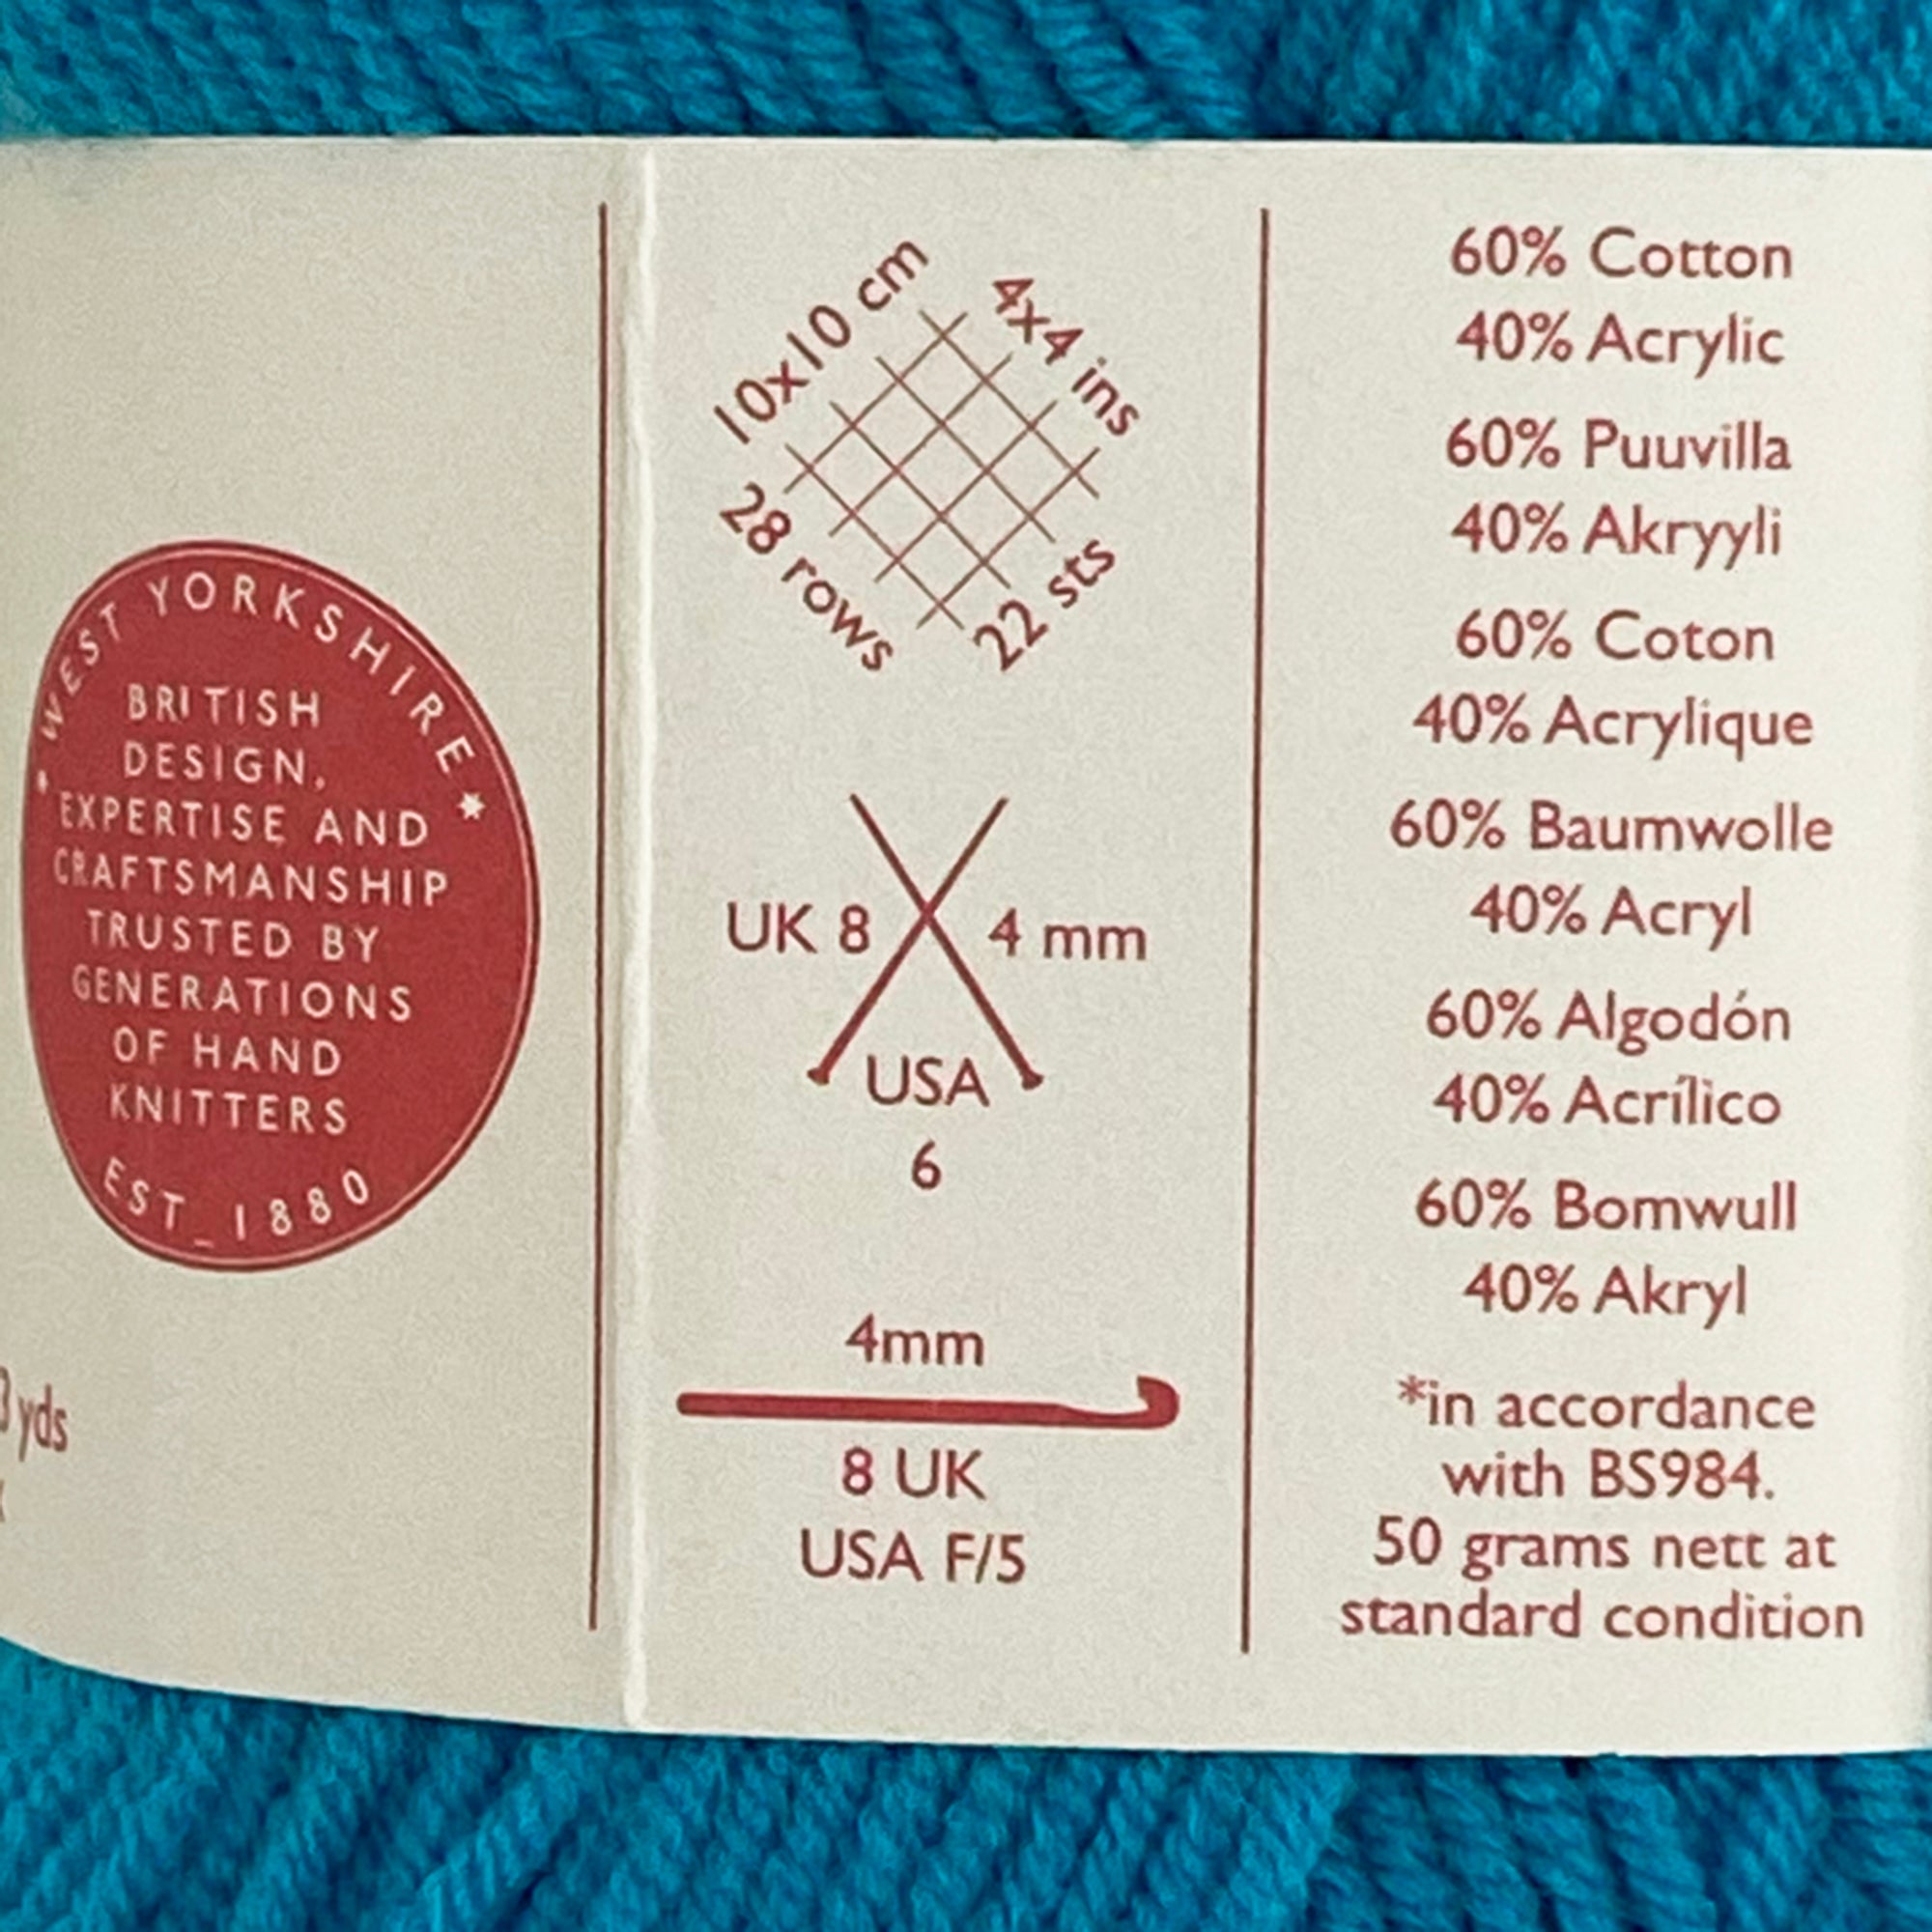 WEST YORKSHIRE
BRITISH
DESIGN,
EXPERTISE AND
CRAFTSMANSHIP
TRUSTED BY
GENERATIONS
OF HAND
KNITTERS
EST_1880
yds
10x10 cm
4x4 ins
28 rows
22 sts
UK 8
4 mm
USA
6
4mm
8 UK
USA F/5
60% Cotton
40% Acrylic
60% Puuvilla
40% Akryyli
60% Coton
40% Acrylique
60% Baumwolle
40% Acryl
60% Algodón
40% Acrílico
60% Bomwull
40% Akryl
*in accordance
with BS984.
50 grams nett at
standard condition